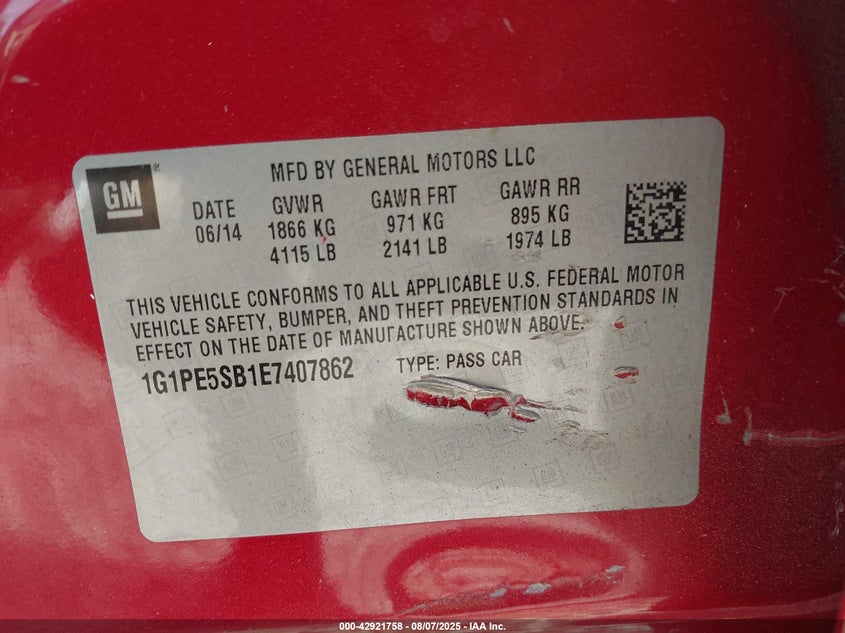 GM
®
MFD BY GENERAL MOTORS LLC
DATE GVWR GAWR FRT GAWR RR
06/14 1866 KG 971 KG 895 KG
4115 LB 2141 LB 1974 LB
THIS VEHICLE CONFORMS TO ALL APPLICABLE U.S. FEDERAL MOTOR
VEHICLE SAFETY, BUMPER, AND THEFT PREVENTION STANDARDS IN
EFFECT ON THE DATE OF MANUFACTURE SHOWN ABOVE.
1G1PE5SB1E7407862 TYPE: PASS CAR
000-42921758 - 08/07/2025 - IAA Inc.